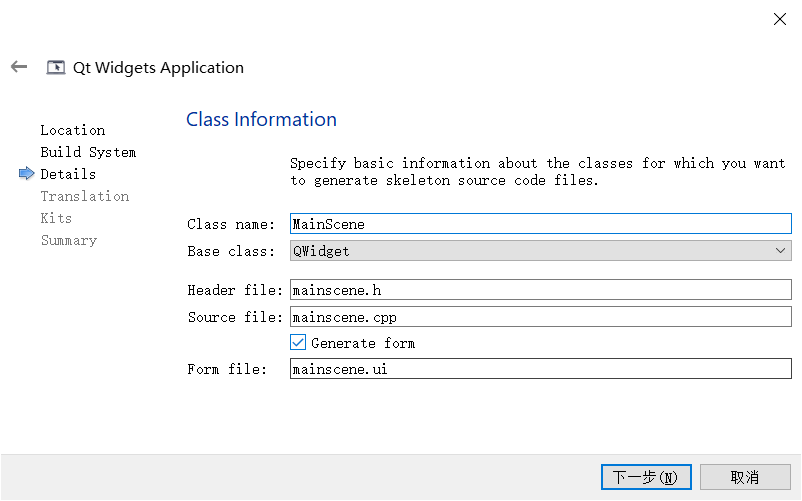 Qt Widgets Application
Location
Build System
Details
Translation
Kits
Summary
Class Information
Specify basic information about the classes for which you want
to generate skeleton source code files.
Class name: MainScene
Base class: QWidget
Header file: mainscene.h
Source file: mainscene.cpp
Generate form
Form file: mainscene.ui
下一步(N) 取消